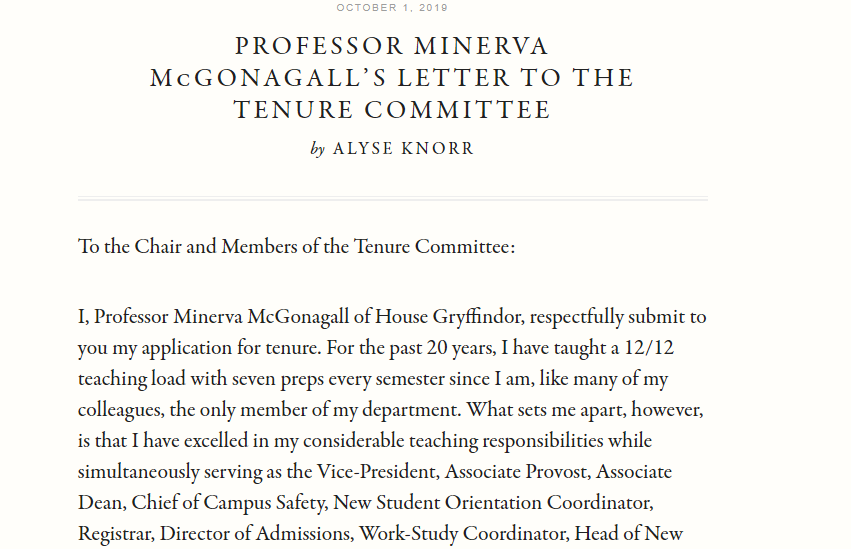 OCTOBER 1, 2019
PROFESSOR MINERVA
McGONAGALL’S LETTER TO THE
TENURE COMMITTEE
by ALYSE KNORR
To the Chair and Members of the Tenure Committee:
I, Professor Minerva McGonagall of House Gryffindor, respectfully submit to
you my application for tenure. For the past 20 years, I have taught a 12/12
teaching load with seven preps every semester since I am, like many of my
colleagues, the only member of my department. What sets me apart, however,
is that I have excelled in my considerable teaching responsibilities while
simultaneously serving as the Vice-President, Associate Provost, Associate
Dean, Chief of Campus Safety, New Student Orientation Coordinator,
Registrar, Director of Admissions, Work-Study Coordinator, Head of New